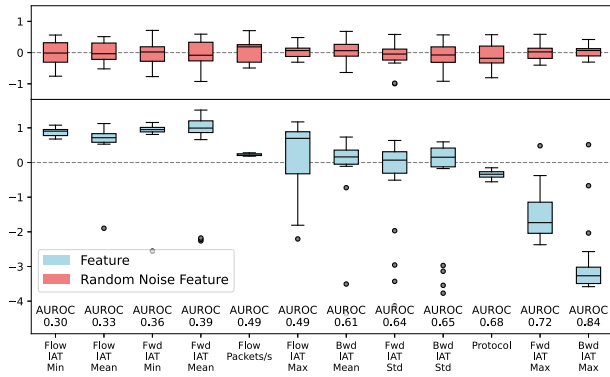 1
0
−1
1
0
−1
−2
−3
−4
Feature
Random Noise Feature
AUROC AUROC AUROC AUROC AUROC AUROC AUROC AUROC AUROC AUROC AUROC AUROC
0.30 0.33 0.36 0.39 0.49 0.49 0.61 0.64 0.65 0.68 0.72 0.84
Flow
IAT
Min
Flow
IAT
Mean
Fwd
IAT
Min
Fwd
IAT
Mean
Flow
Packets/s
Flow
IAT
Max
Bwd
IAT
Mean
Fwd
IAT
Std
Bwd
IAT
Std
Protocol
Fwd
IAT
Max
Bwd
IAT
Max